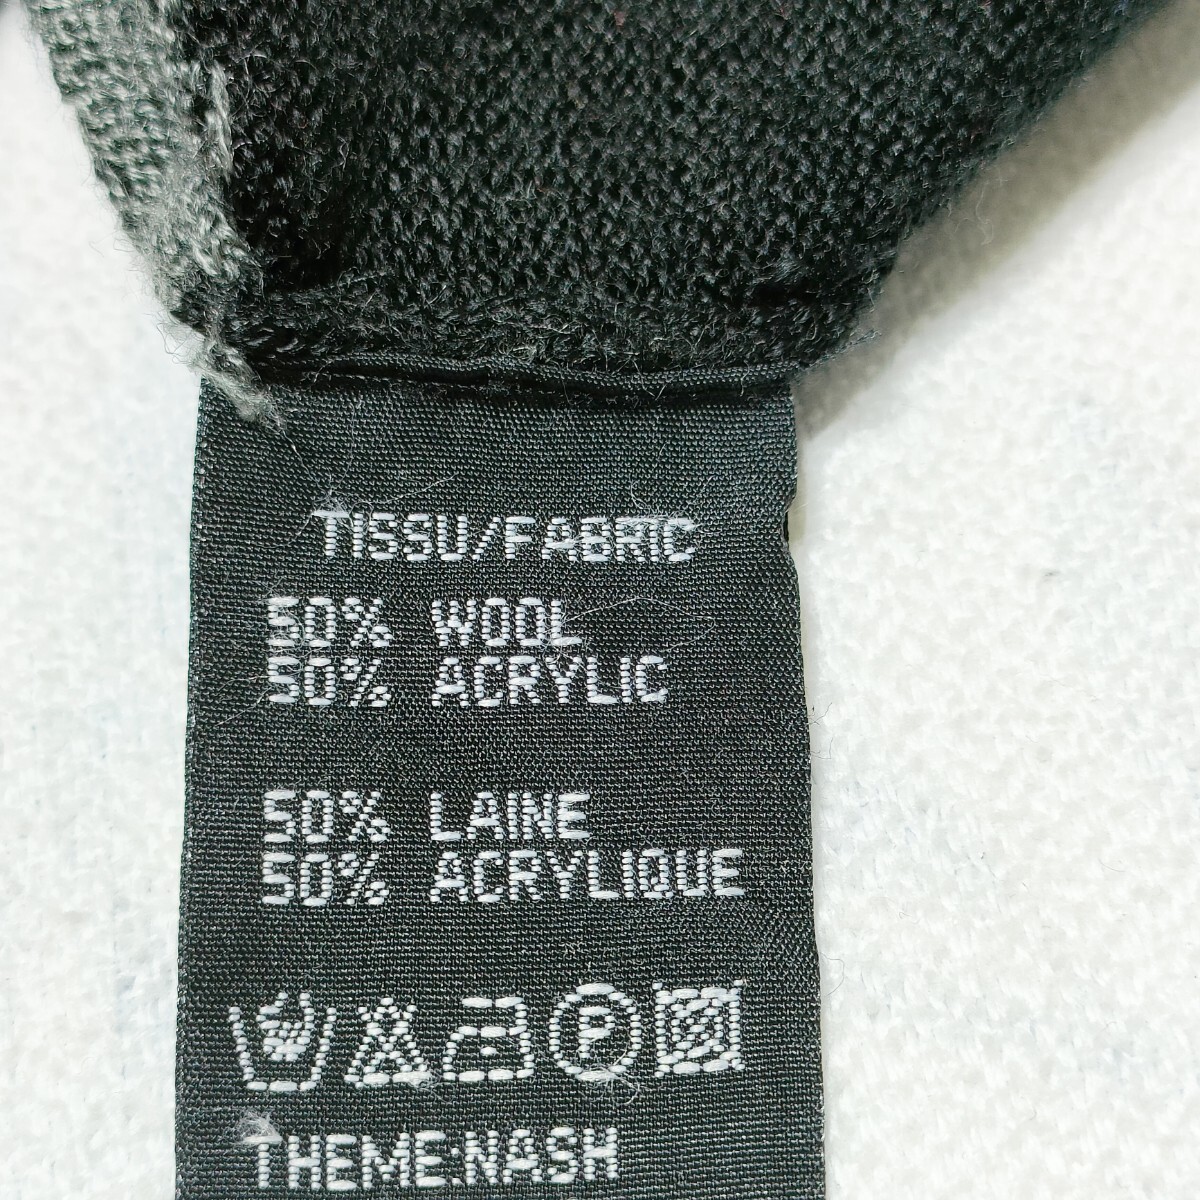 TISSU/FABRIC
50% WOOL
50% ACRYLIC
50% LAINE
50% ACRYLIQUE
P
THEME:NASH